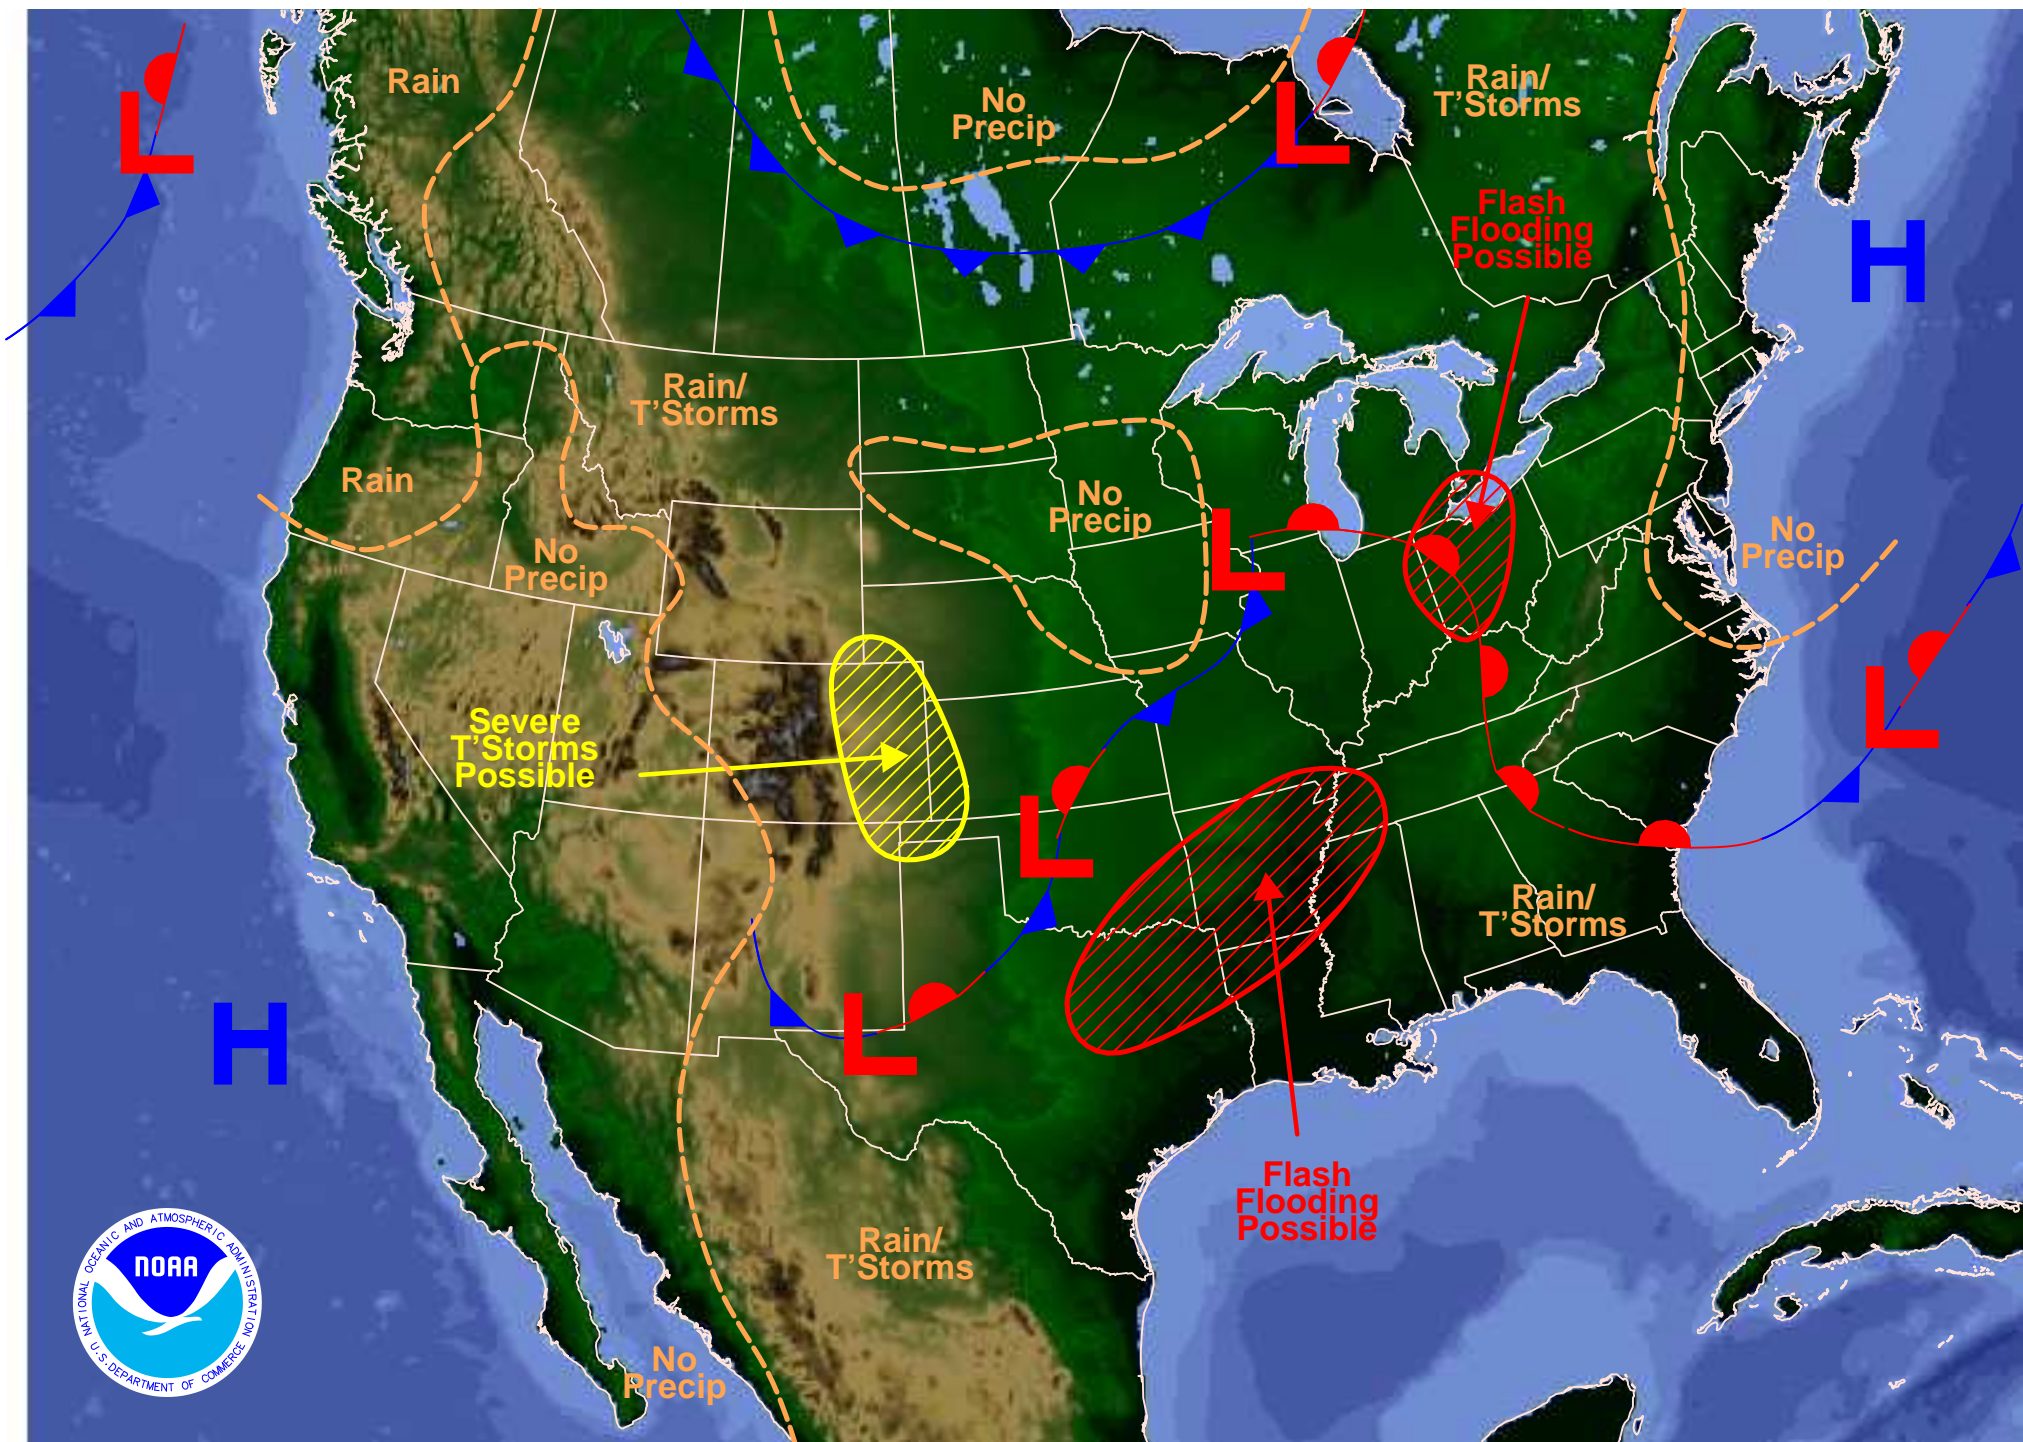 Rain
No
Precip
Rain/
T'Storms
Flash
Flooding
Possible
H
L
L
Rain/
T'Storms
Rain
No
Precip
No
Precip
No
Precip
L
L
Severe
T'Storms
Possible
L
Rain/
T'Storms
H
L
Flash
Flooding
Possible
Rain/
T'Storms
No
Precip
NOAA
NATIONAL OCEANIC AND ATMOSPHERIC ADMINISTRATION
U.S. DEPARTMENT OF COMMERCE